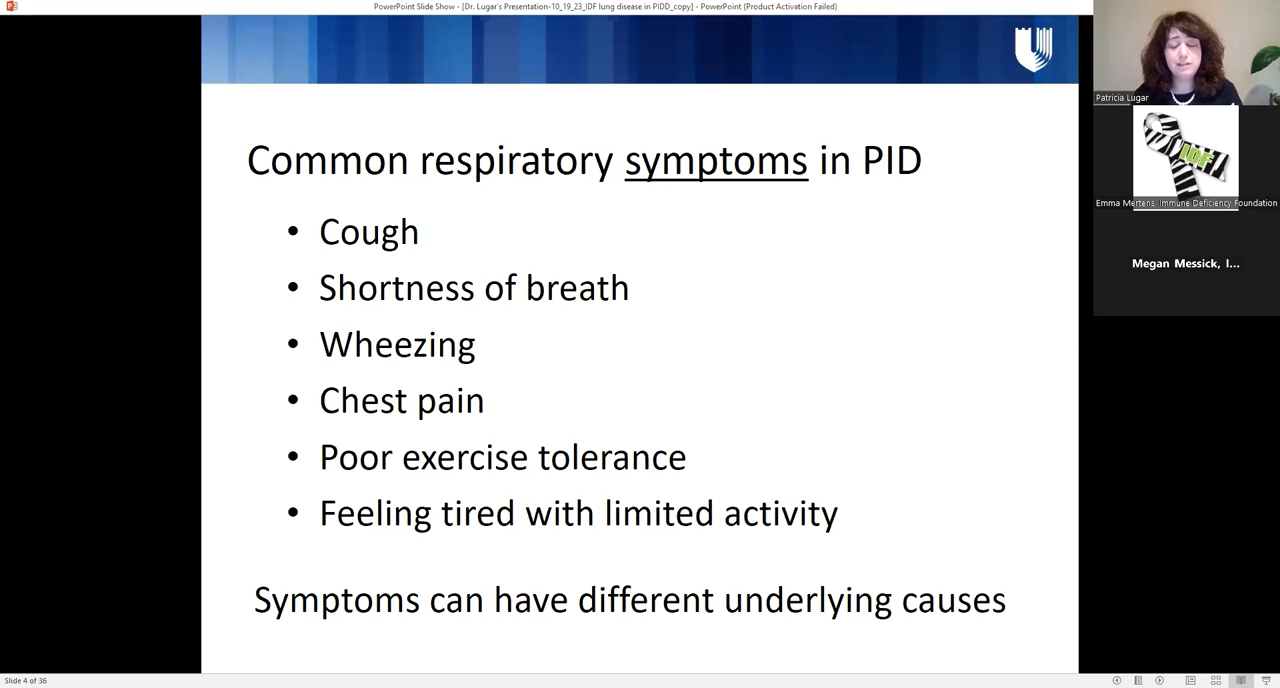 PowerPoint Slide Show - [Dr. Lugar's Presentation-10_19_23_IDF lung disease in PIDD_copy] - PowerPoint (Product Activation Failed)
Common respiratory symptoms in PID
• Cough
• Shortness of breath
• Wheezing
• Chest pain
• Poor exercise tolerance
• Feeling tired with limited activity
Symptoms can have different underlying causes
Patricia Lugar
IDF
Emma Mertens, Immune Deficiency Foundation
Megan Messick, I...
Slide 4 of 36